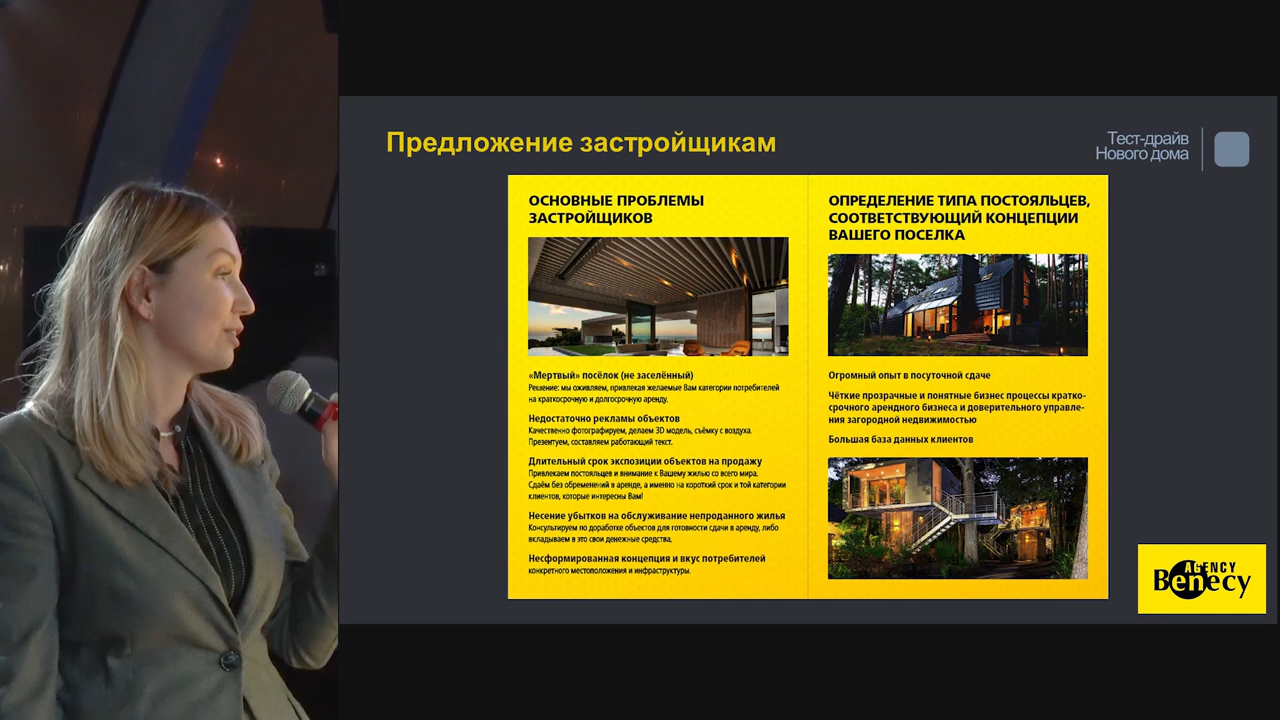 Предложение застройщикам
Тест-драйв
Нового дома
ОСНОВНЫЕ ПРОБЛЕМЫ
ЗАСТРОЙЩИКОВ
«Мертвый» посёлок (не заселённый)
Решение: мы оживляем, привлекая желаемые Вам категории потребителей
на краткосрочную и долгосрочную аренду.
Недостаточно рекламы объектов
Качественно фотографируем, делаем 3D модель, съёмку с воздуха.
Презентуем, составляем работающий текст.
Длительный срок экспозиции объектов на продажу
Привлекаем постояльцев и внимание к Вашему жилью со всего мира.
Сдаём без обременений в аренде, а именно на короткий срок и той категории
клиентов, которые интересны Вам!
Несение убытков на обслуживание непроданного жилья
Консультируем по доработке объектов для готовности сдачи в аренду, либо
вкладываем в это свои денежные средства.
Несформированная концепция и вкус потребителей
конкретного местоположения и инфраструктуры.
ОПРЕДЕЛЕНИЕ ТИПА ПОСТОЯЛЬЦЕВ,
СООТВЕТСТВУЮЩИЙ КОНЦЕПЦИИ
ВАШЕГО ПОСЕЛКА
Огромный опыт в посуточной сдаче
Чёткие прозрачные и понятные бизнес процессы кратко-
срочного арендного бизнеса и доверительного управле-
ния загородной недвижимостью
Большая база данных клиентов
AGENCY
Benecy